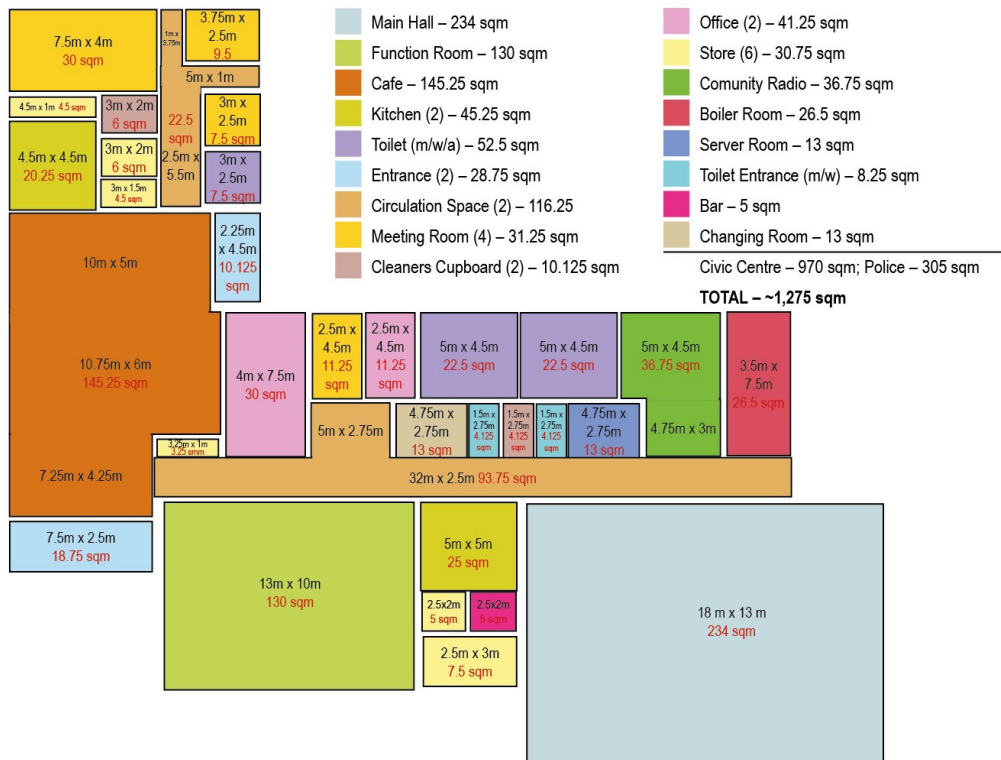 7.5m x 4m
30 sqm
1m x
3.75m
3.75m x
2.5m
9.5
5m x 1m
4.5m x 1m 4.5 sqm
3m x 2m
6 sqm
22.5
sqm
2.5m x
5.5m
3m x
2.5m
7.5 sqm
4.5m x 4.5m
20.25 sqm
3m x 2m
6 sqm
3m x 1.5m
4.5 sqm
3m x
2.5m
7.5 sqm
10m x 5m
2.25m
x 4.5m
10.125
sqm
10.75m x 6m
145.25 sqm
4m x 7.5m
30 sqm
2.5m x
4.5m
11.25
sqm
2.5m x
4.5m
11.25
sqm
5m x 4.5m
22.5 sqm
5m x 4.5m
22.5 sqm
5m x 4.5m
36.75 sqm
3.5m x
7.5m
26.5 sqm
3.25m x 1m
3.25 smm
5m x 2.75m
4.75m x
2.75m
13 sqm
1.5m x
2.75m
4.125
sqm
1.5m x
2.75m
4.125
sqm
1.5m x
2.75m
4.125
sqm
4.75m x
2.75m
13 sqm
4.75m x 3m
7.25m x 4.25m
32m x 2.5m 93.75 sqm
7.5m x 2.5m
18.75 sqm
13m x 10m
130 sqm
5m x 5m
25 sqm
2.5x2m
5 sqm
2.5x2m
5 sqm
2.5m x 3m
7.5 sqm
18 m x 13 m
234 sqm
Main Hall – 234 sqm
Function Room – 130 sqm
Cafe – 145.25 sqm
Kitchen (2) – 45.25 sqm
Toilet (m/w/a) – 52.5 sqm
Entrance (2) – 28.75 sqm
Circulation Space (2) – 116.25
Meeting Room (4) – 31.25 sqm
Cleaners Cupboard (2) – 10.125 sqm
Office (2) – 41.25 sqm
Store (6) – 30.75 sqm
Comunity Radio – 36.75 sqm
Boiler Room – 26.5 sqm
Server Room – 13 sqm
Toilet Entrance (m/w) – 8.25 sqm
Bar – 5 sqm
Changing Room – 13 sqm
Civic Centre – 970 sqm; Police – 305 sqm
TOTAL – ~1,275 sqm